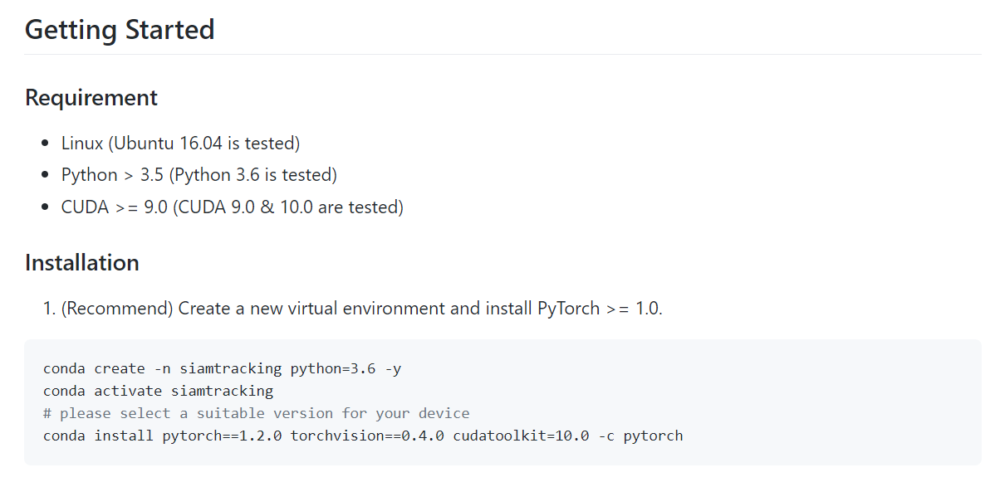 Getting Started
Requirement
• Linux (Ubuntu 16.04 is tested)
• Python > 3.5 (Python 3.6 is tested)
• CUDA >= 9.0 (CUDA 9.0 & 10.0 are tested)
Installation
1. (Recommend) Create a new virtual environment and install PyTorch >= 1.0.
conda create -n siamtracking python=3.6 -y
conda activate siamtracking
# please select a suitable version for your device
conda install pytorch==1.2.0 torchvision==0.4.0 cudatoolkit=10.0 -c pytorch